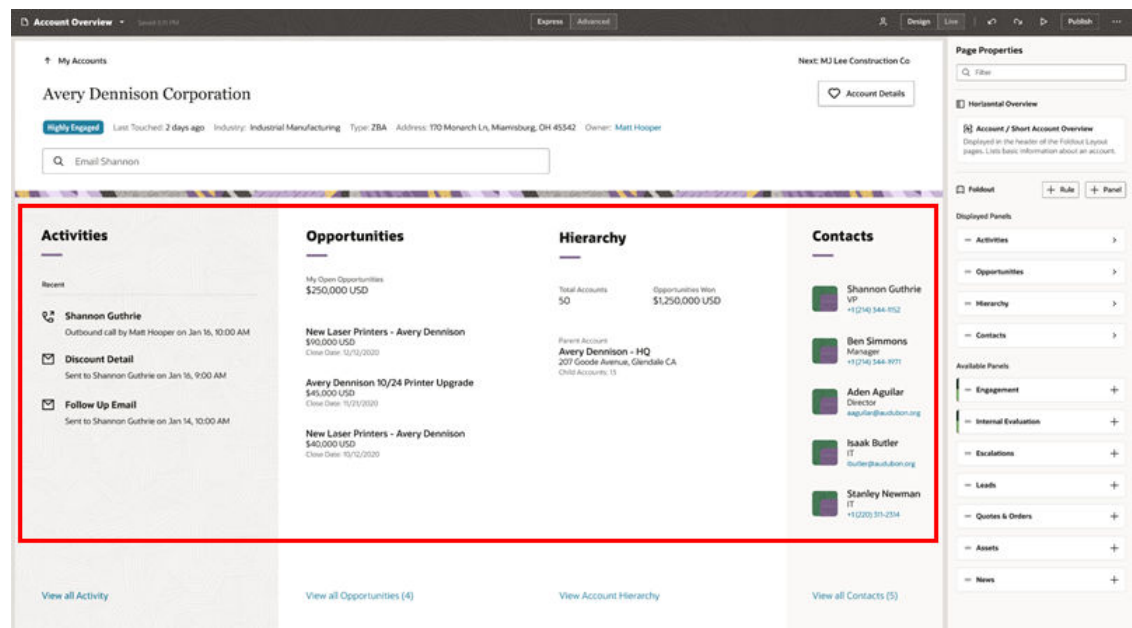 Account Overview
Express Advanced
Design Live
Publish
My Accounts
Next: MJ Lee Construction Co
Avery Dennison Corporation
Account Details
Highly Engaged Last Touched: 2 days ago Industry: Industrial Manufacturing Type: ZBA Address: 170 Monarch Ln, Miamisburg, OH 45342 Owner: Matt Hooper
Email Shannon
Activities
Recent
Shannon Guthrie
Outbound call by Matt Hooper on Jan 16, 10:00 AM
Discount Detail
Sent to Shannon Guthrie on Jan 16, 9:00 AM
Follow Up Email
Sent to Shannon Guthrie on Jan 14, 10:00 AM
View all Activity
Opportunities
My Open Opportunities
$250,000 USD
New Laser Printers - Avery Dennison
$90,000 USD
Close Date: 12/12/2020
Avery Dennison 10/24 Printer Upgrade
$45,000 USD
Close Date: 11/21/2020
New Laser Printers - Avery Dennison
$40,000 USD
Close Date: 10/12/2020
View all Opportunities (4)
Hierarchy
Total Accounts
50
Opportunities Won
$1,250,000 USD
Parent Account
Avery Dennison - HQ
207 Goode Avenue, Glendale CA
Child Accounts: 13
View Account Hierarchy
Contacts
Shannon Guthrie
VP
+1 (214) 544-1152
Ben Simmons
Manager
+1 (214) 544-1971
Aden Aguilar
Director
aaguilar@audubon.org
Isaak Butler
IT
ibutler@audubon.org
Stanley Newman
IT
+1 (220) 511-2314
View all Contacts (5)
Page Properties
Filter
Horizantal Overview
Account / Short Account Overview
Displayed in the header of the Foldout Layout
pages. Lists basic information about an account.
Foldout
+ Rule
+ Panel
Displayed Panels
Activities
Opportunities
Hierarchy
Contacts
Available Panels
Engagement
Internal Evaluation
Escalations
Leads
Quotes & Orders
Assets
News